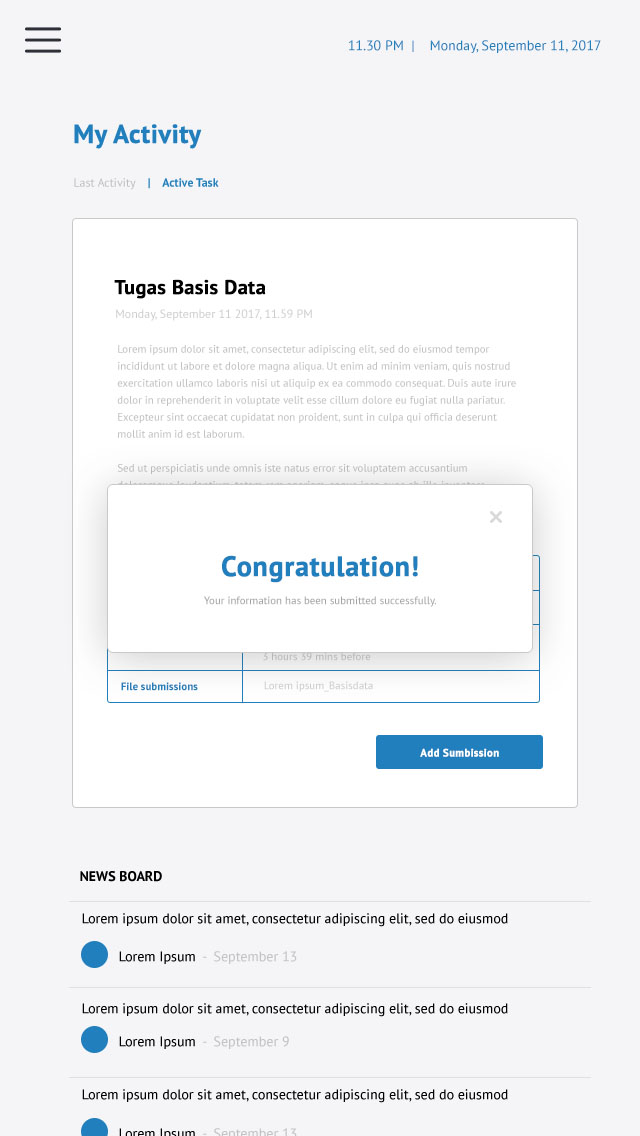 11.30 PM | Monday, September 11, 2017
My Activity
Last Activity | Active Task
Tugas Basis Data
Monday, September 11 2017, 11.59 PM
Lorem ipsum dolor sit amet, consectetur adipiscing elit, sed do eiusmod tempor
incididunt ut labore et dolore magna aliqua. Ut enim ad minim veniam, quis nostrud
exercitation ullamco laboris nisi ut aliquip ex ea commodo consequat. Duis aute irure
dolor in reprehenderit in voluptate velit esse cillum dolore eu fugiat nulla pariatur.
Excepteur sint occaecat cupidatat non proident, sunt in culpa qui officia deserunt
mollit anim id est laborum.
Sed ut perspiciatis unde omnis iste natus error sit voluptatem accusantium
Congratulation!
Your information has been submitted successfully.
3 hours 39 mins before
File submissions Lorem ipsum_Basisdata
Add Sumbission
NEWS BOARD
Lorem ipsum dolor sit amet, consectetur adipiscing elit, sed do eiusmod
Lorem Ipsum - September 13
Lorem ipsum dolor sit amet, consectetur adipiscing elit, sed do eiusmod
Lorem Ipsum - September 9
Lorem ipsum dolor sit amet, consectetur adipiscing elit, sed do eiusmod
Lorem Ipsum - September 13